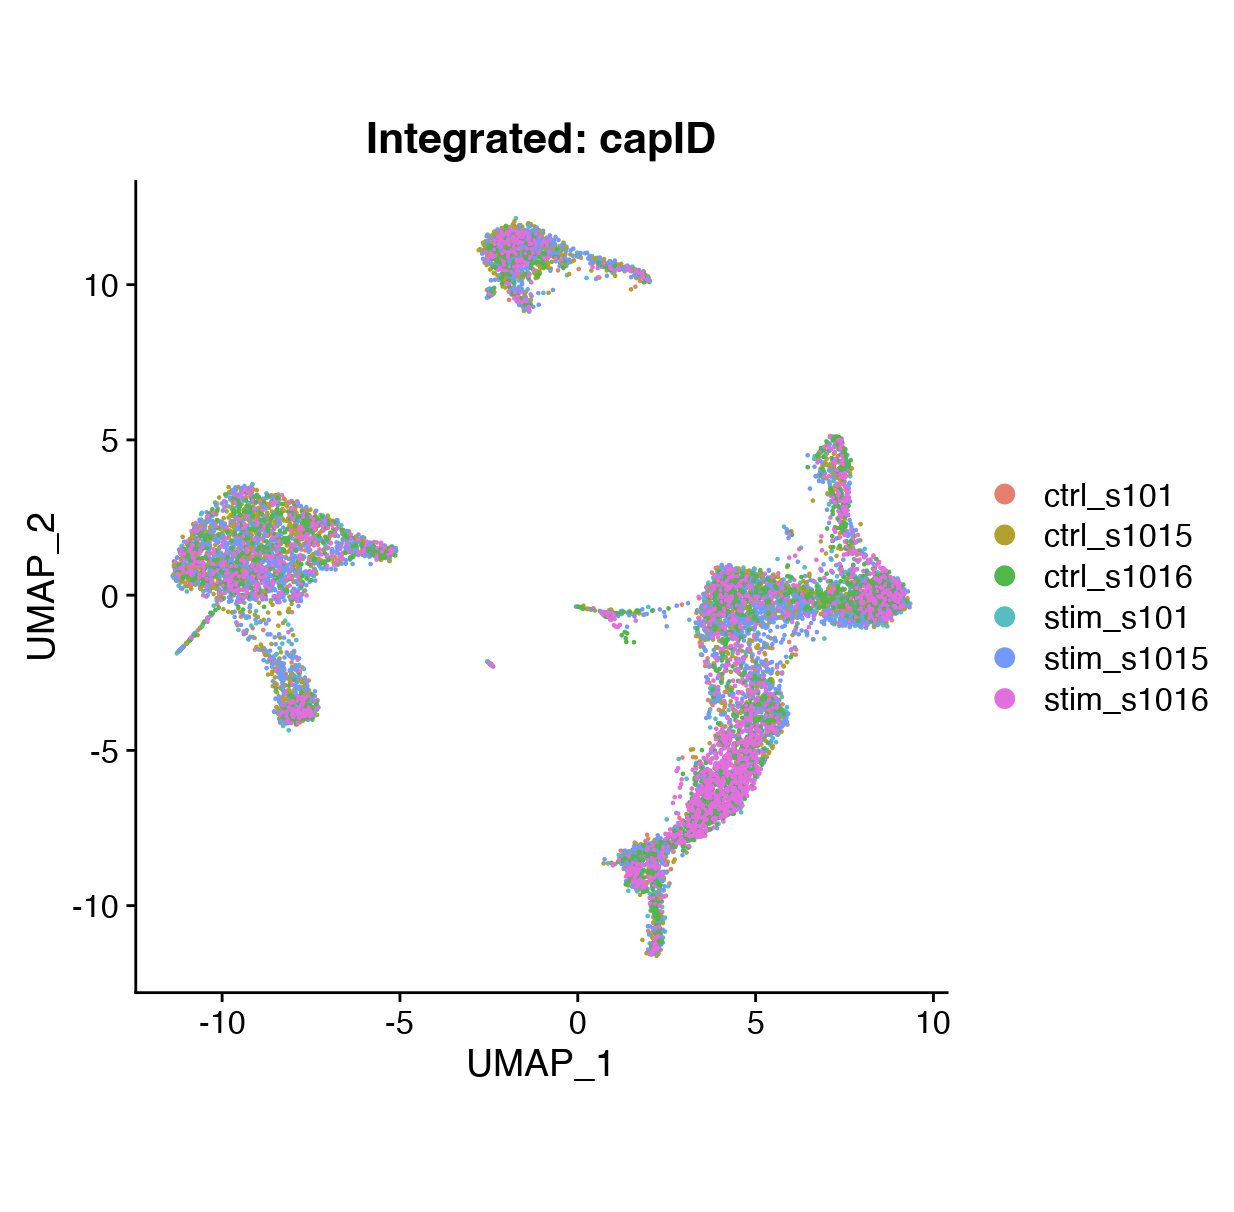 Integrated: capID
UMAP_2
10
5
0
-5
-10
-10
-5
0
5
10
UMAP_1
ctrl_s101
ctrl_s1015
ctrl_s1016
stim_s101
stim_s1015
stim_s1016